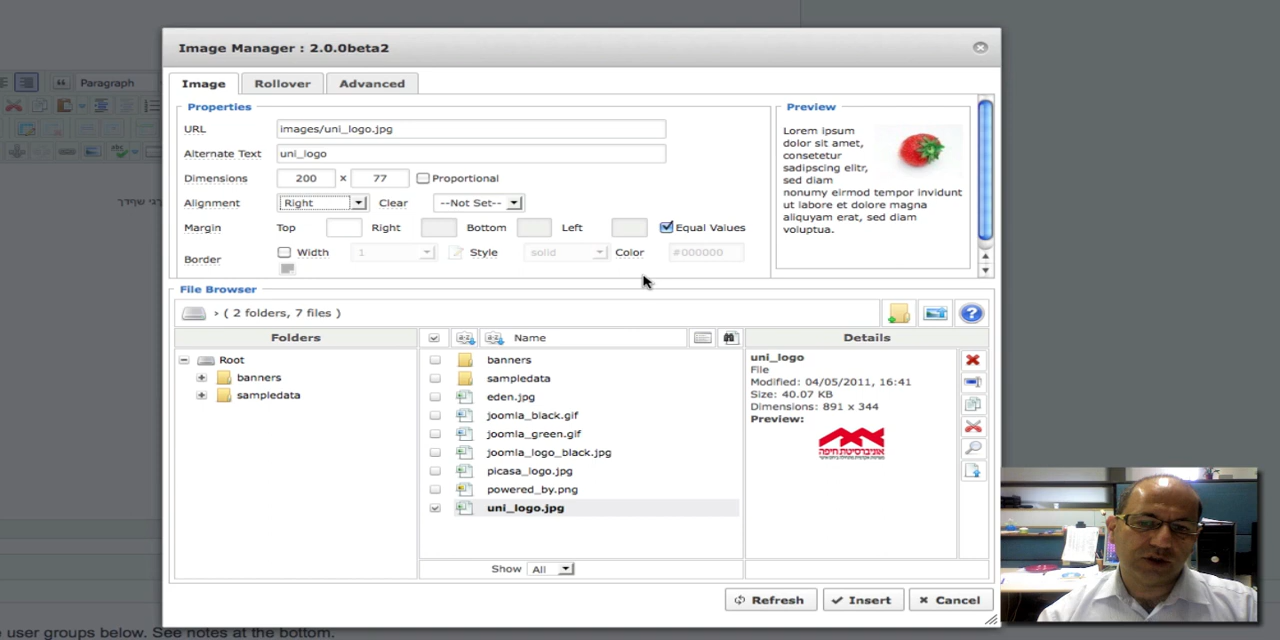 Image Manager : 2.0.0beta2
Image Rollover Advanced
Paragraph
Properties
URL images/uni_logo.jpg
Alternate Text uni_logo
Dimensions 200 x 77 Proportional
Alignment Right Clear --Not Set--
Margin Top Right Bottom Left Equal Values
Border Width 1 Style solid Color #000000
Preview
Lorem ipsum
dolor sit amet,
consetetur
sadipscing elitr,
sed diam
nonumy eirmod tempor invidunt
ut labore et dolore magna
aliquyam erat, sed diam
voluptua.
File Browser
› ( 2 folders, 7 files )
Folders
Root
banners
sampledata
Name
banners
sampledata
eden.jpg
joomla_black.gif
joomla_green.gif
joomla_logo_black.jpg
picasa_logo.jpg
powered_by.png
uni_logo.jpg
Show All
Details
uni_logo
File
Modified: 04/05/2011, 16:41
Size: 40.07 KB
Dimensions: 891 x 344
Preview:
אוניברסיטת חיפה
Refresh Insert Cancel
user groups below. See notes at the bottom.